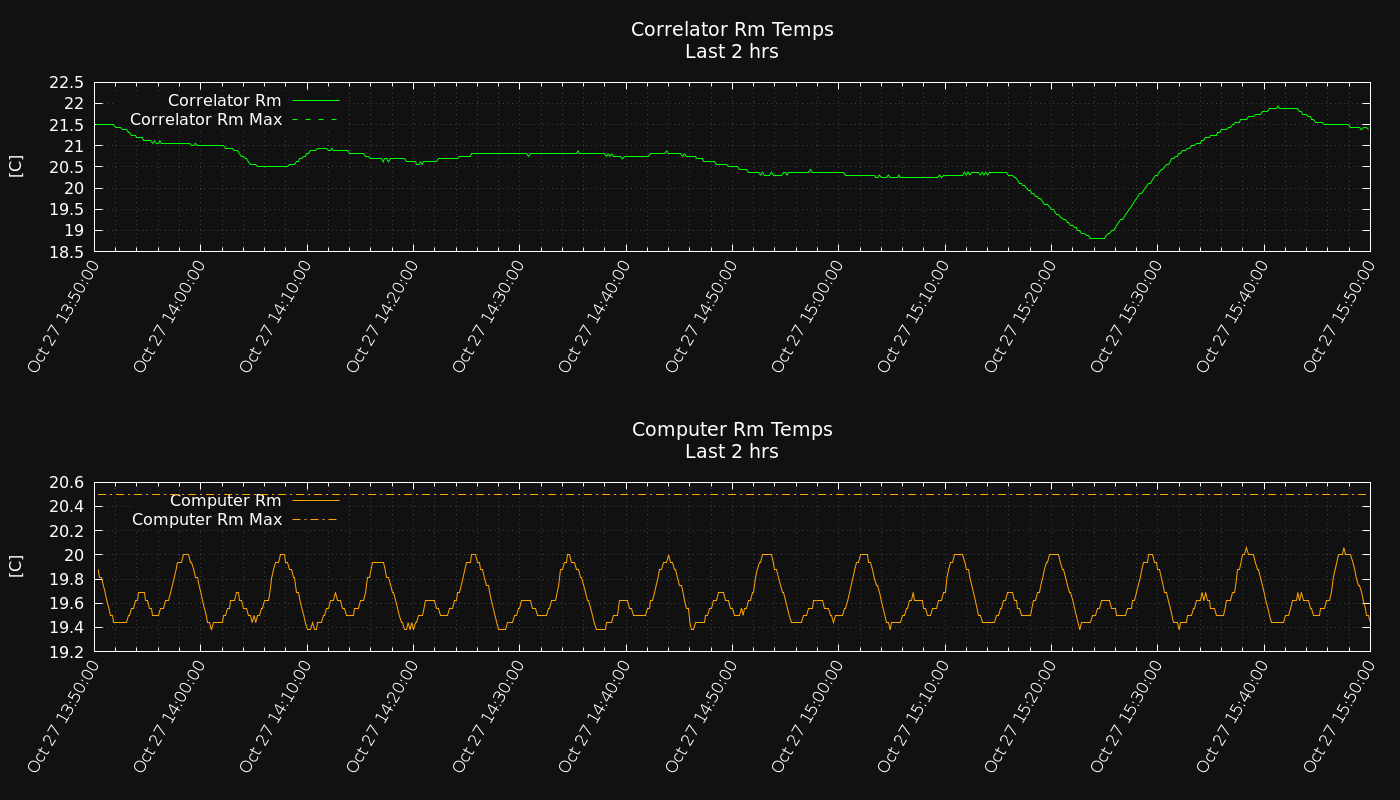 Correlator Rm Temps
Last 2 hrs
22.5
22
21.5
21
20.5
20
19.5
19
18.5
[C]
Correlator Rm
Correlator Rm Max
Oct 27 13:50:00
Oct 27 14:00:00
Oct 27 14:10:00
Oct 27 14:20:00
Oct 27 14:30:00
Oct 27 14:40:00
Oct 27 14:50:00
Oct 27 15:00:00
Oct 27 15:10:00
Oct 27 15:20:00
Oct 27 15:30:00
Oct 27 15:40:00
Oct 27 15:50:00
Computer Rm Temps
Last 2 hrs
20.6
20.4
20.2
20
19.8
19.6
19.4
19.2
[C]
Computer Rm
Computer Rm Max
Oct 27 13:50:00
Oct 27 14:00:00
Oct 27 14:10:00
Oct 27 14:20:00
Oct 27 14:30:00
Oct 27 14:40:00
Oct 27 14:50:00
Oct 27 15:00:00
Oct 27 15:10:00
Oct 27 15:20:00
Oct 27 15:30:00
Oct 27 15:40:00
Oct 27 15:50:00